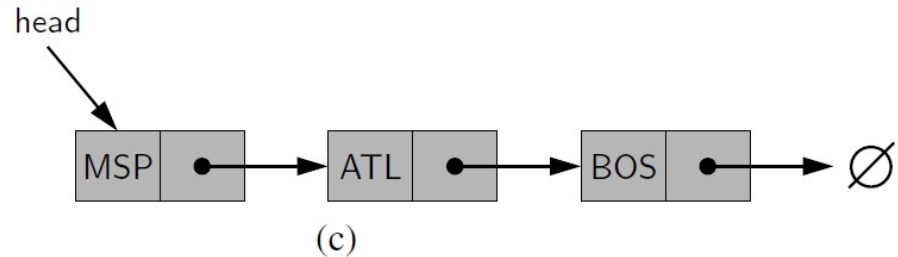 head
MSP ATL BOS ∅
(c)